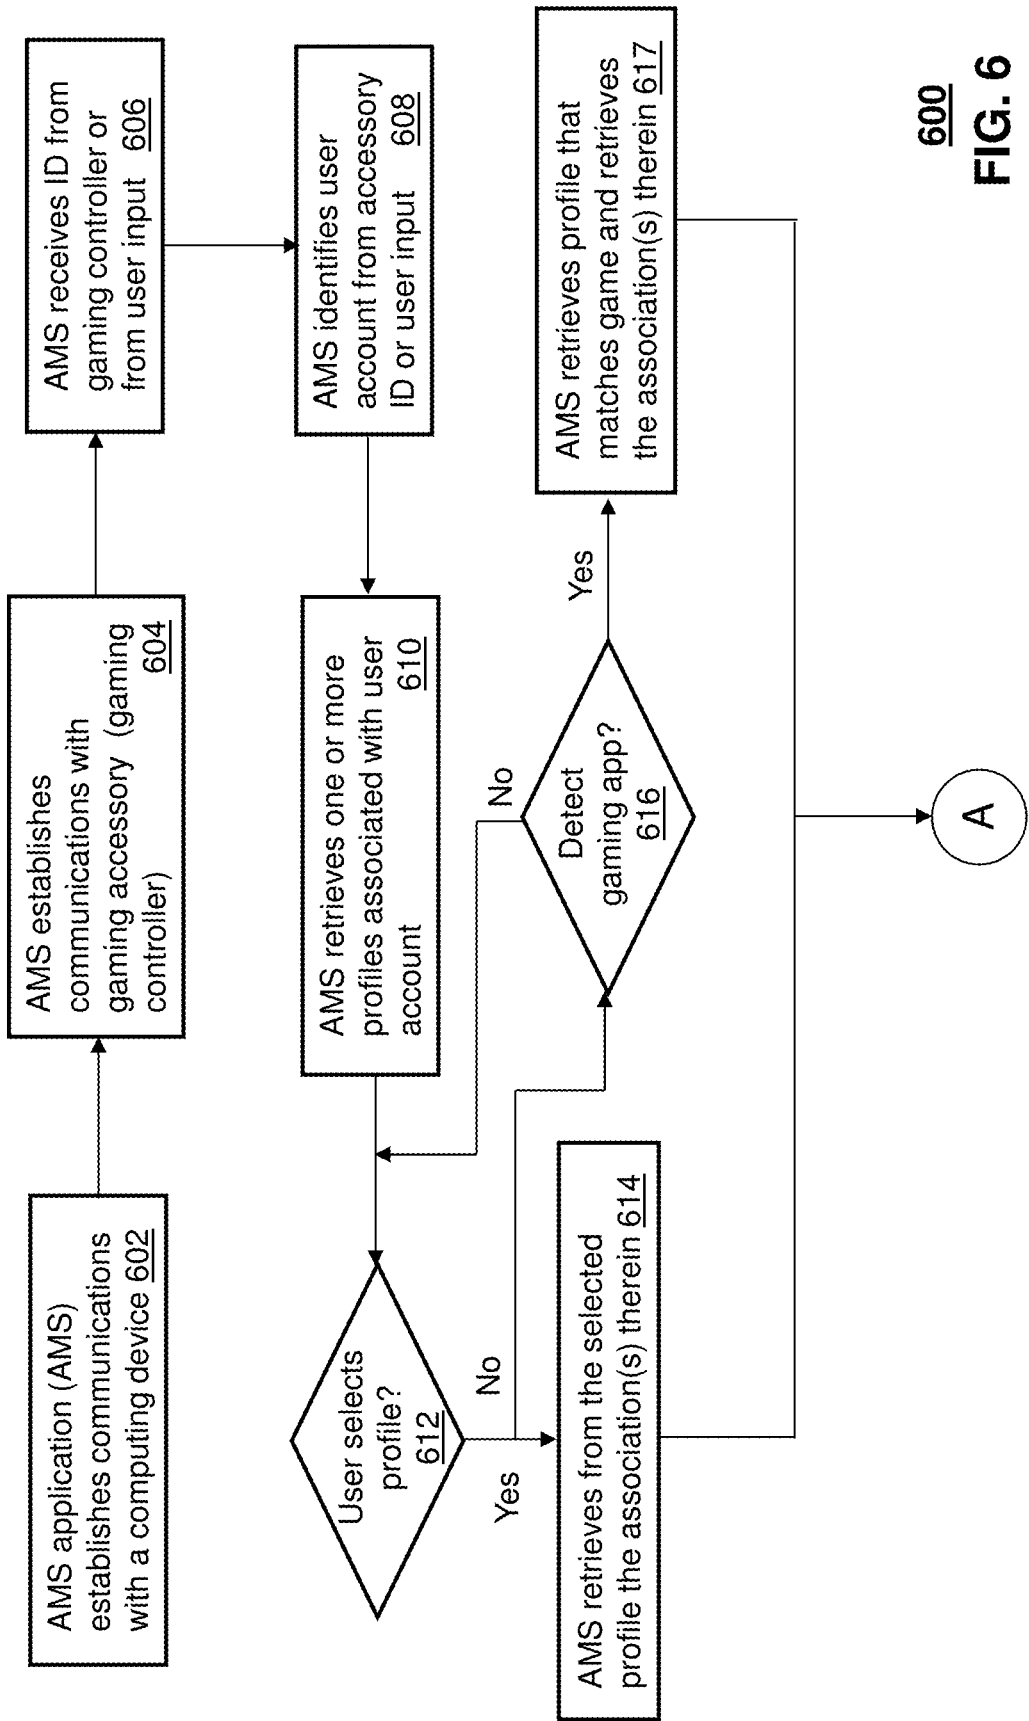 AMS application (AMS)
establishes communications
with a computing device 602
AMS establishes
communications with
gaming accessory (gaming
controller) 604
AMS receives ID from
gaming controller or
from user input 606
AMS identifies user
account from accessory
ID or user input 608
AMS retrieves one or more
profiles associated with user
account 610
User selects
profile?
612
Yes
No
AMS retrieves from the selected
profile the association(s) therein 614
Detect
gaming app?
616
No
Yes
AMS retrieves profile that
matches game and retrieves
the association(s) therein 617
A
600
FIG. 6